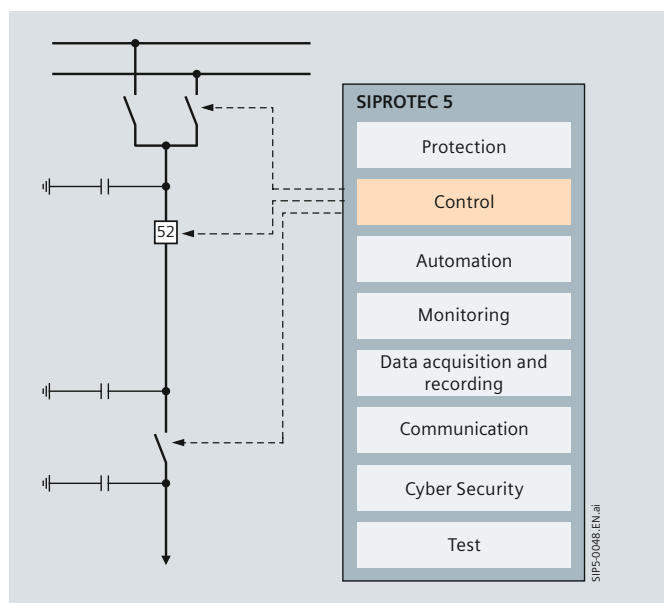 SIPROTEC 5
Protection
Control
52
Automation
Monitoring
Data acquisition and
recording
Communication
Cyber Security
Test
SIP5-0048.EN.ai